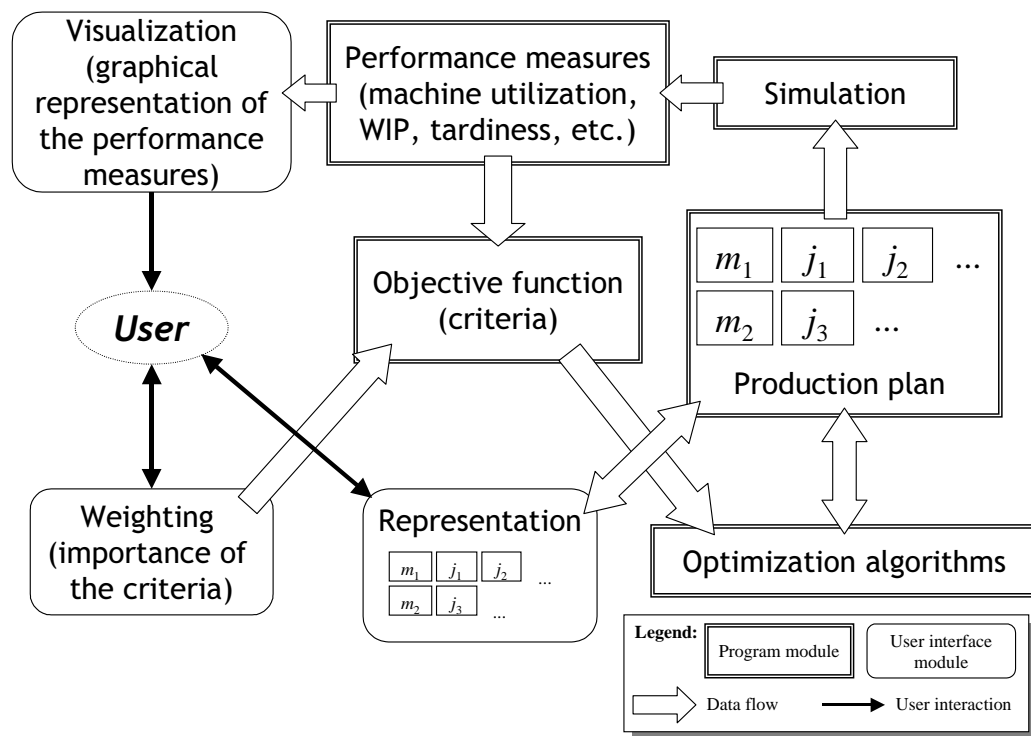 Visualization
(graphical
representation of
the performance
measures)
Performance measures
(machine utilization,
WIP, tardiness, etc.)
Simulation
Objective function
(criteria)
m1 j1 j2 ...
m2 j3 ...
Production plan
User
Weighting
(importance of
the criteria)
Representation
m1 j1 j2 ...
m2 j3 ...
Optimization algorithms
Legend:
Program module
User interface
module
Data flow
User interaction